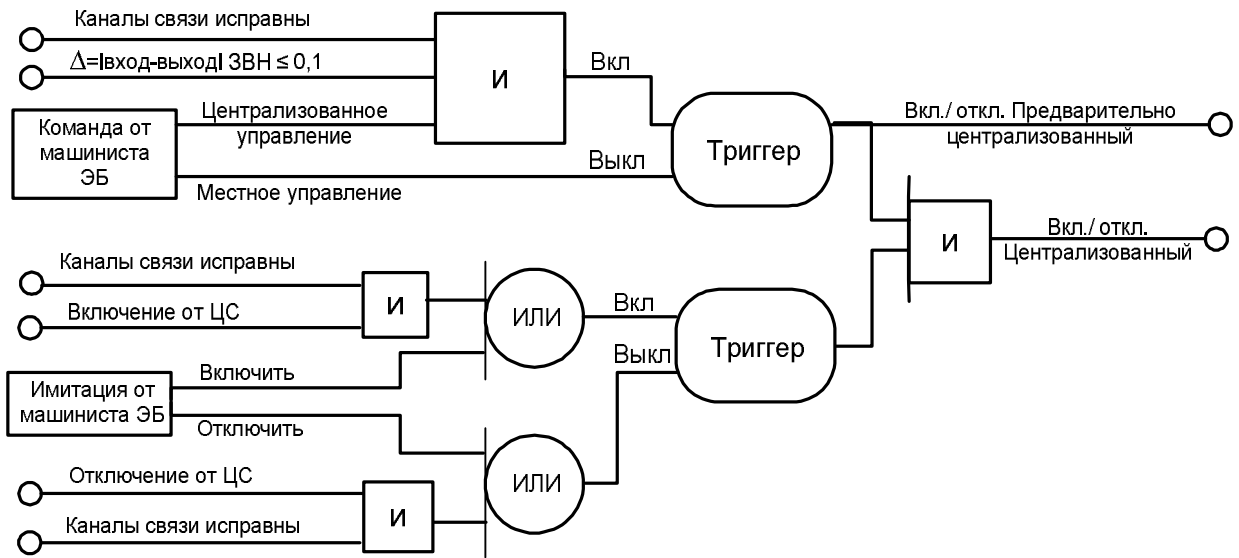 Каналы связи исправны
Δ=Iвход-выходI ЗВН ≤ 0,1
Команда от
машиниста
ЭБ
Централизованное
управление
Местное управление
И
Вкл
Выкл
Триггер
Вкл./ откл. Предварительно
централизованный
И
Вкл./ откл.
Централизованный
Каналы связи исправны
Включение от ЦС
И
ИЛИ
Вкл
Выкл
Триггер
Имитация от
машиниста ЭБ
Включить
Отключить
Отключение от ЦС
Каналы связи исправны
И
ИЛИ